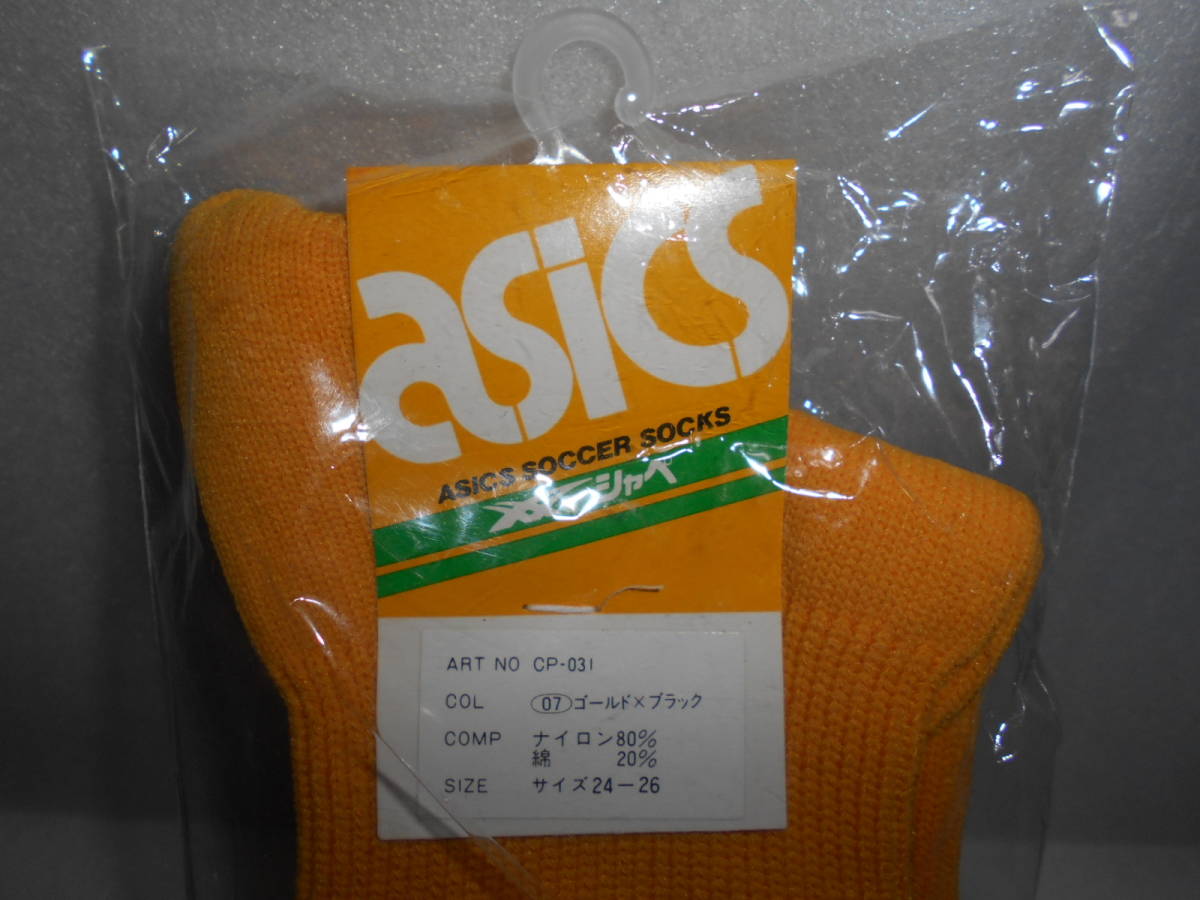 asics
ASICS SOCCER SOCKS
ART NO CP-031
COL 07 ゴールド×ブラック
COMP ナイロン80%
綿 20%
SIZE サイズ24-26